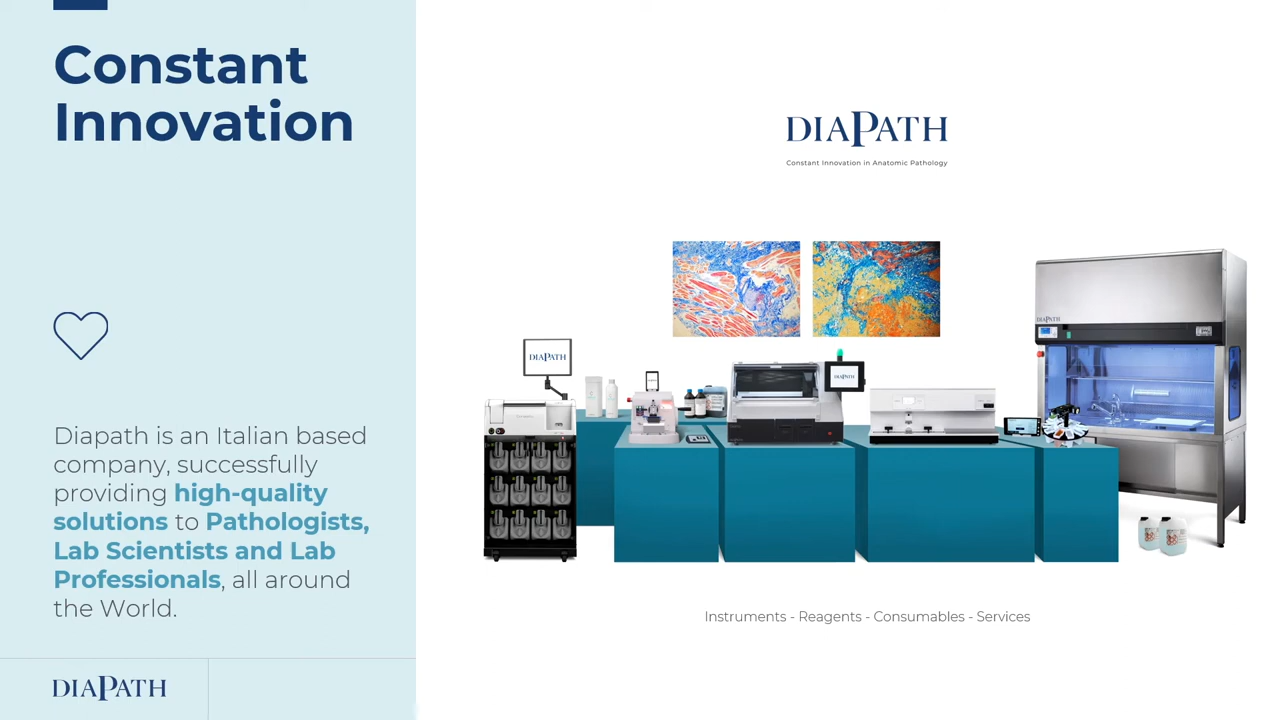 Constant
Innovation
Diapath is an Italian based
company, successfully
providing high-quality
solutions to Pathologists,
Lab Scientists and Lab
Professionals, all around
the World.
DIAPATH
DIAPATH
Constant Innovation in Anatomic Pathology
DIAPATH
DIAPATH
DIAPATH
Instruments - Reagents - Consumables - Services